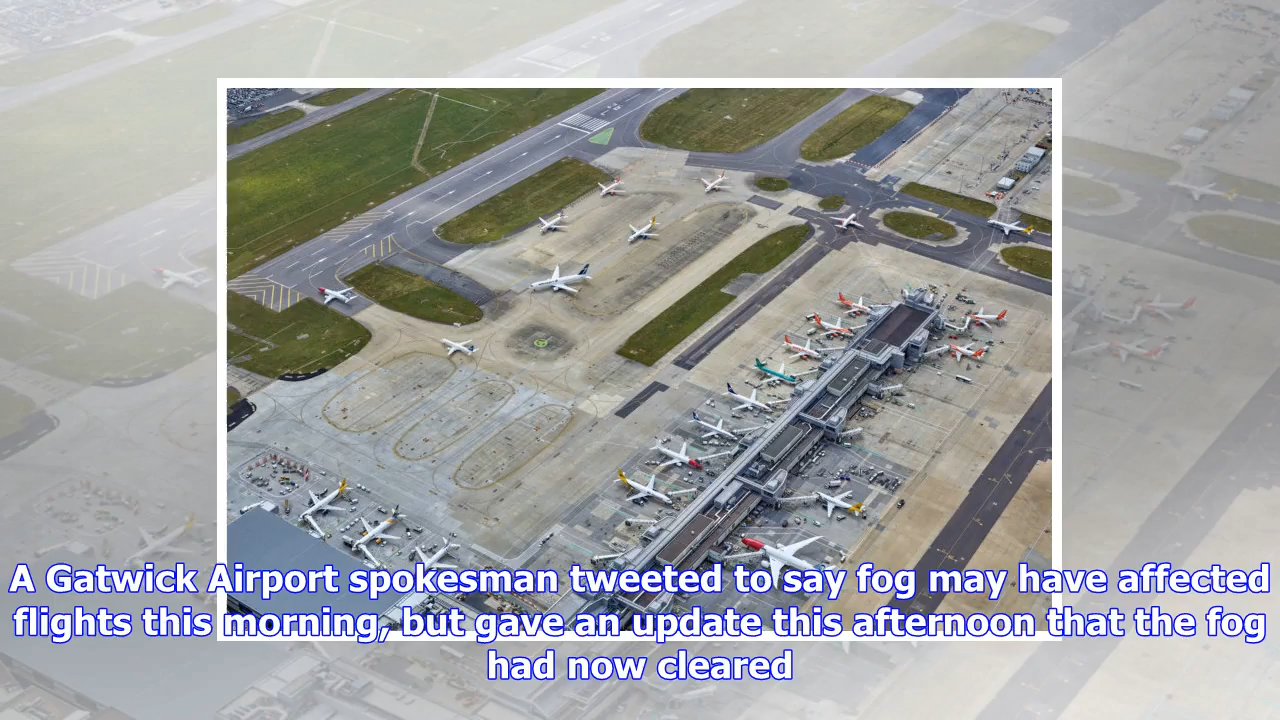 A Gatwick Airport spokesman tweeted to say fog may have affected
flights this morning, but gave an update this afternoon that the fog
had now cleared